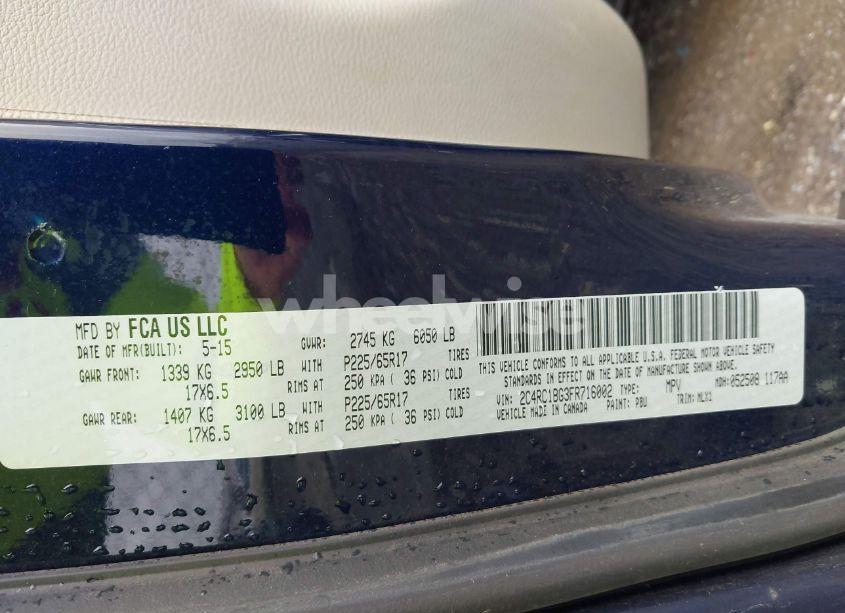 wheelwise
MFD BY FCA US LLC
DATE OF MFR(BUILT): 5-15
GVWR: 2745 KG 6050 LB
GAWR FRONT: 1339 KG 2950 LB WITH P225/65R17 TIRES
17X6.5 RIMS AT 250 KPA ( 36 PSI) COLD
GAWR REAR: 1407 KG 3100 LB WITH P225/65R17 TIRES
17X6.5 RIMS AT 250 KPA ( 36 PSI) COLD
THIS VEHICLE CONFORMS TO ALL APPLICABLE U.S.A. FEDERAL MOTOR VEHICLE SAFETY
STANDARDS IN EFFECT ON THE DATE OF MANUFACTURE SHOWN ABOVE.
VIN: 2C4RC1BG3FR716002 TYPE: MPV MDH: 052508 117AA
MADE IN CANADA PAINT: PBU TRIM: MLX1